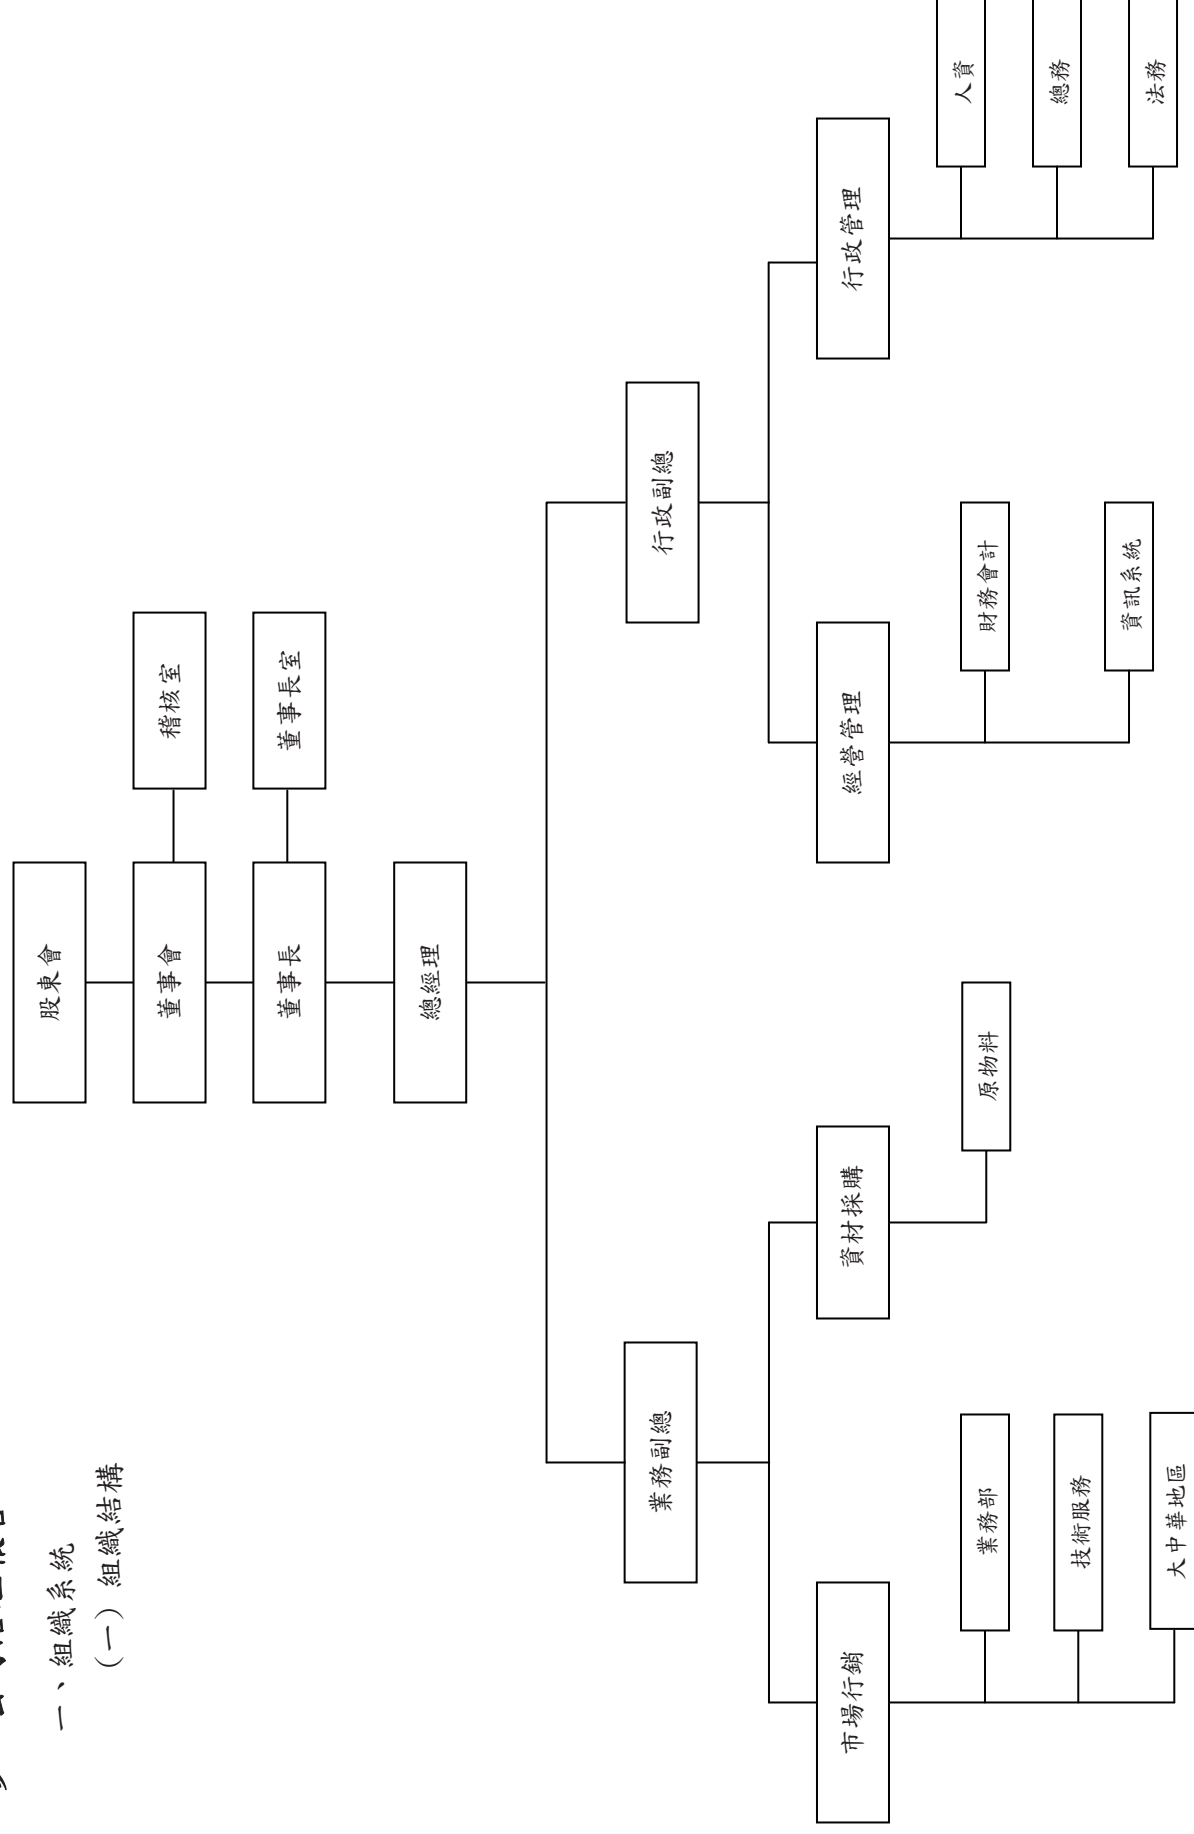 一、組織系統
(一) 組織結構
股東會
董事會
稽核室
董事長
董事長室
總經理
業務副總
行政副總
市場行銷
資材採購
經營管理
行政管理
業務部
技術服務
大中華地區
原物料
財務會計
資訊系統
人資
總務
法務